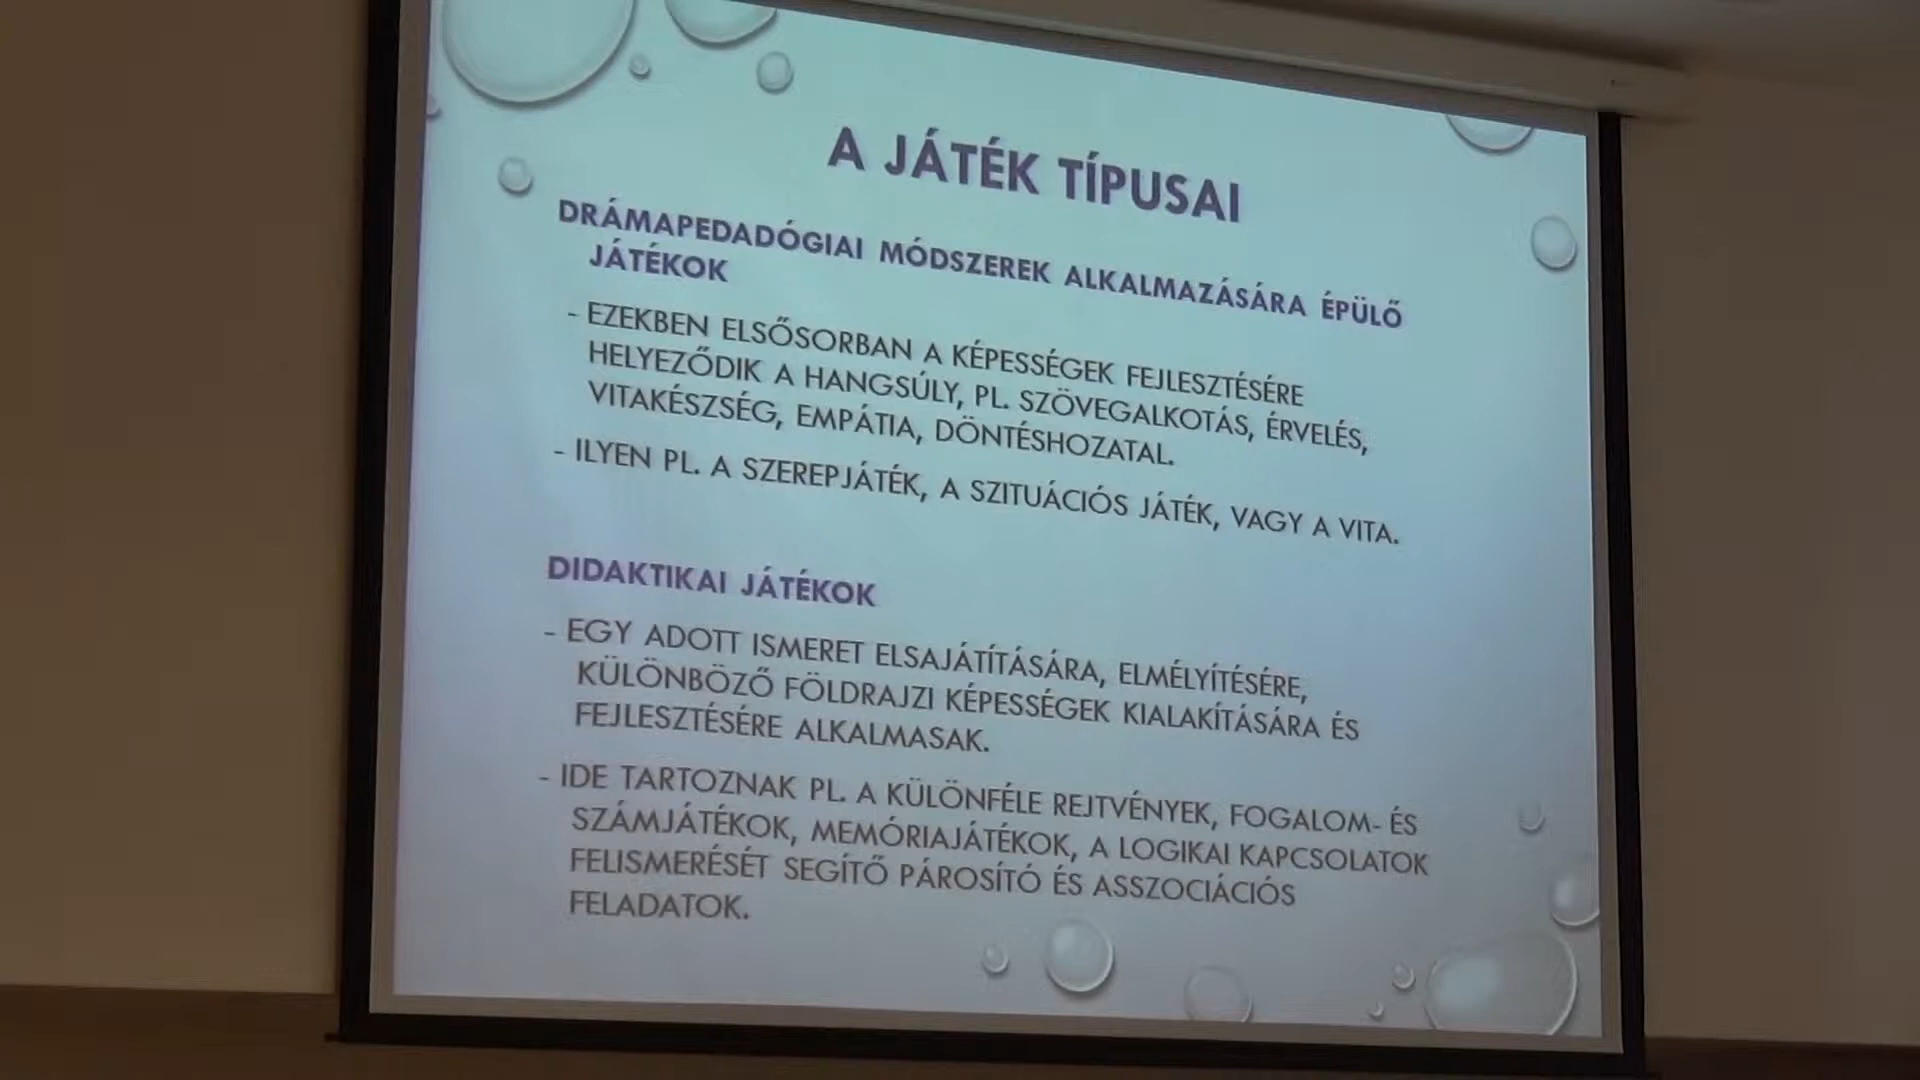 A JÁTÉK TÍPUSAI
DRÁMAPEDADÓGIAI MÓDSZEREK ALKALMAZÁSÁRA ÉPÜLŐ
JÁTÉKOK
- EZEKBEN ELSŐSORBAN A KÉPESSÉGEK FEJLESZTÉSÉRE
HELYEZŐDIK A HANGSÚLY, PL. SZÖVEGALKOTÁS, ÉRVELÉS,
VITAKÉSZSÉG, EMPÁTIA, DÖNTÉSHOZATAL.
- ILYEN PL. A SZEREPJÁTÉK, A SZITUÁCIÓS JÁTÉK, VAGY A VITA.
DIDAKTIKAI JÁTÉKOK
- EGY ADOTT ISMERET ELSAJÁTÍTÁSÁRA, ELMÉLYÍTÉSÉRE,
KÜLÖNBÖZŐ FÖLDRAJZI KÉPESSÉGEK KIALAKÍTÁSÁRA ÉS
FEJLESZTÉSÉRE ALKALMASAK.
- IDE TARTOZNAK PL. A KÜLÖNFÉLE REJTVÉNYEK, FOGALOM- ÉS
SZÁMJÁTÉKOK, MEMÓRIAJÁTÉKOK, A LOGIKAI KAPCSOLATOK
FELISMERÉSÉT SEGÍTŐ PÁROSÍTÓ ÉS ASSZOCIÁCIÓS
FELADATOK.